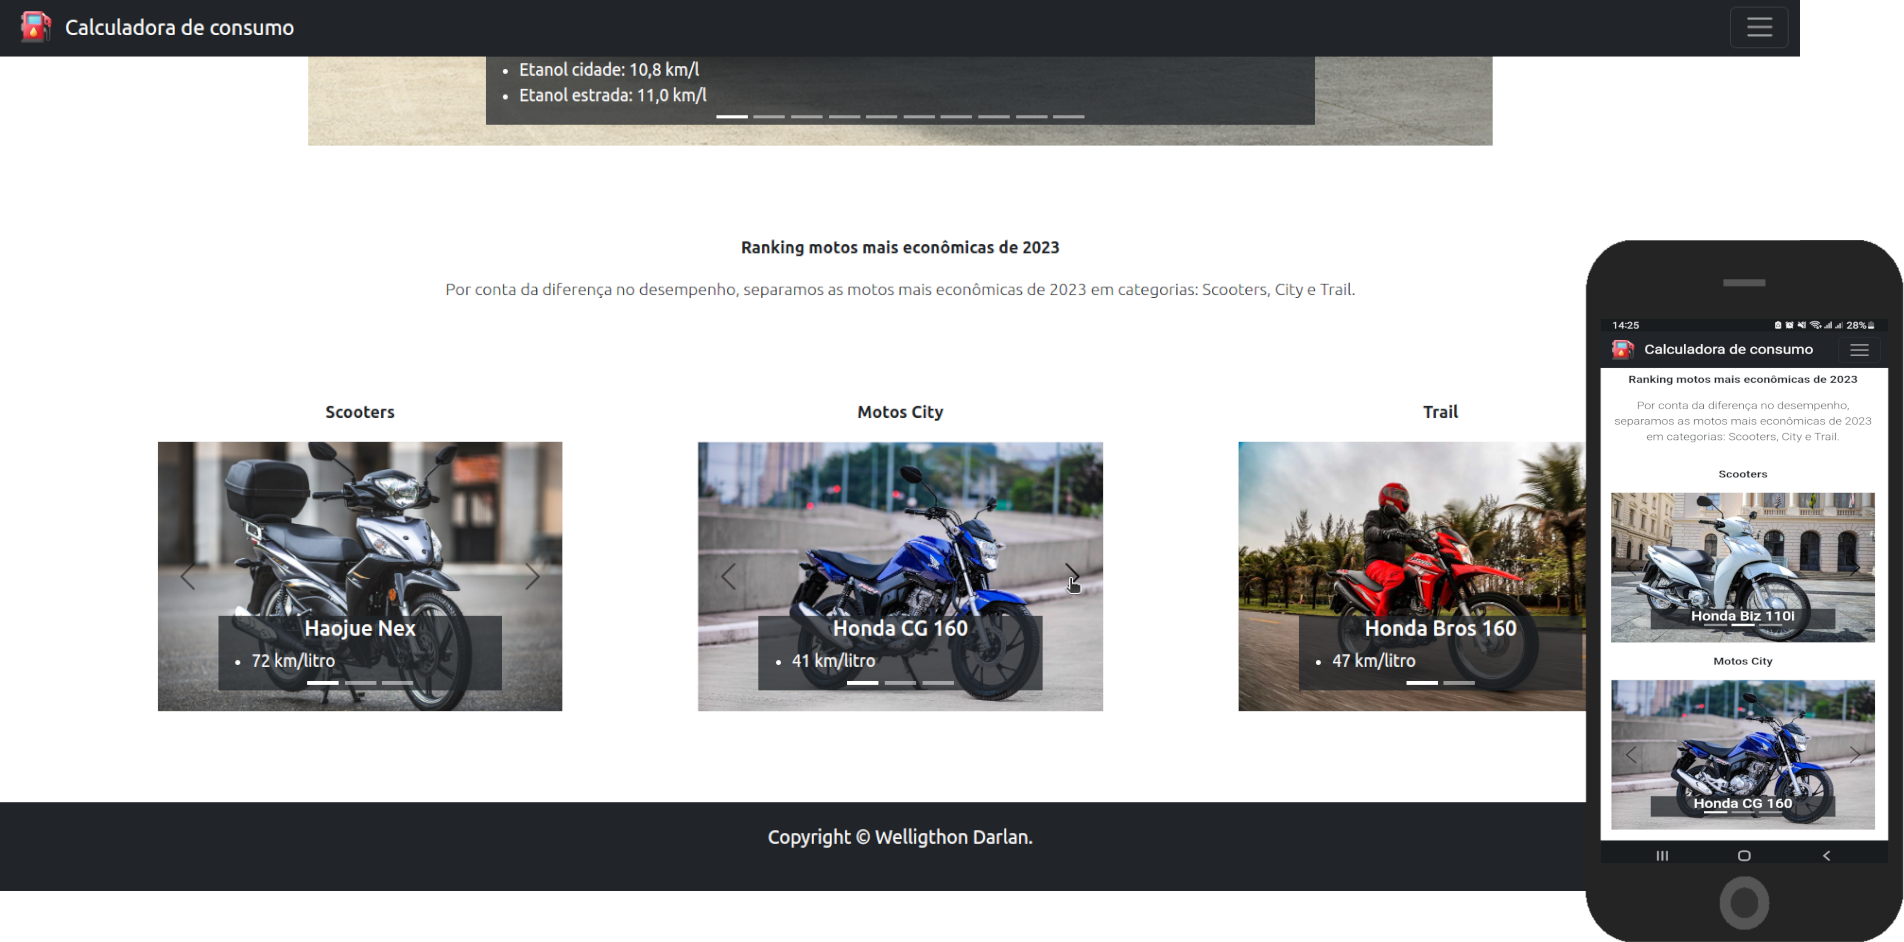 Calculadora de consumo
Etanol cidade: 10,8 km/l
Etanol estrada: 11,0 km/l
Ranking motos mais econômicas de 2023
Por conta da diferença no desempenho, separamos as motos mais econômicas de 2023 em categorias: Scooters, City e Trail.
Scooters
Motos City
Trail
Haojue Nex
72 km/litro
Honda CG 160
41 km/litro
Honda Bros 160
47 km/litro
Copyright © Welligthon Darlan.
14:25
28%
Calculadora de consumo
Ranking motos mais econômicas de 2023
Por conta da diferença no desempenho,
separamos as motos mais econômicas de 2023
em categorias: Scooters, City e Trail.
Scooters
Honda Biz 110i
Motos City
Honda CG 160